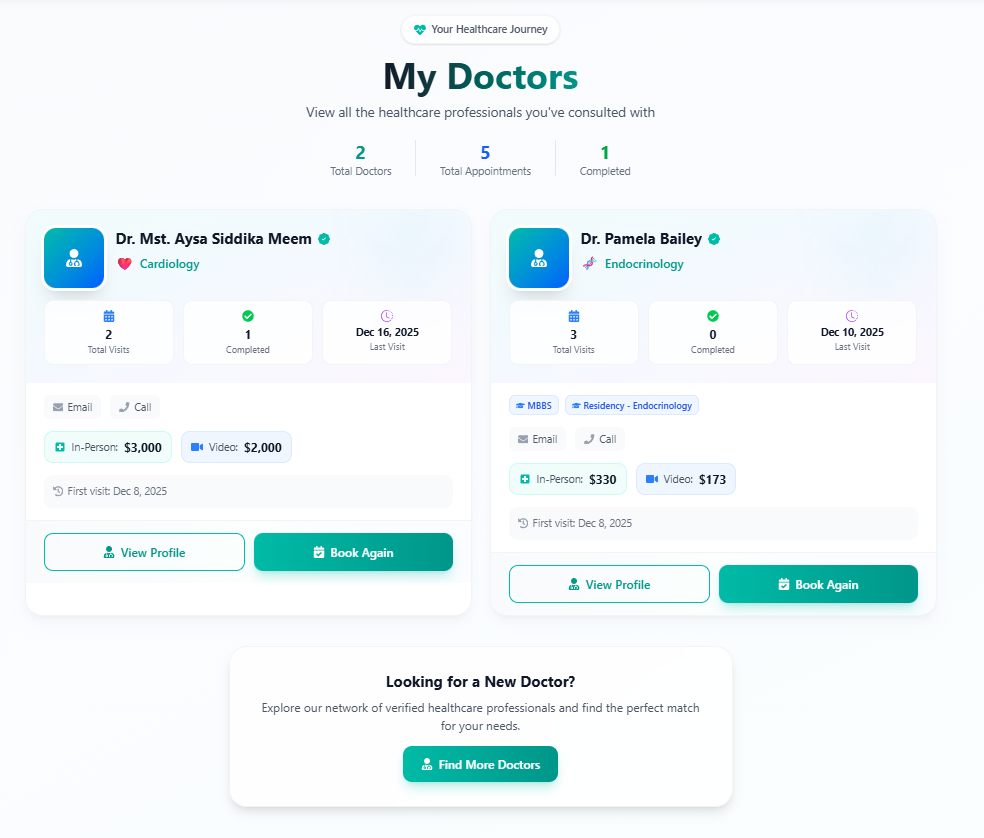 Your Healthcare Journey
My Doctors
View all the healthcare professionals you've consulted with
2
Total Doctors
5
Total Appointments
1
Completed
Dr. Mst. Aysa Siddika Meem
Cardiology
2
Total Visits
1
Completed
Dec 16, 2025
Last Visit
Email
Call
In-Person: $3,000
Video: $2,000
First visit: Dec 8, 2025
View Profile
Book Again
Dr. Pamela Bailey
Endocrinology
3
Total Visits
0
Completed
Dec 10, 2025
Last Visit
MBBS
Residency - Endocrinology
Email
Call
In-Person: $330
Video: $173
First visit: Dec 8, 2025
View Profile
Book Again
Looking for a New Doctor?
Explore our network of verified healthcare professionals and find the perfect match
for your needs.
Find More Doctors